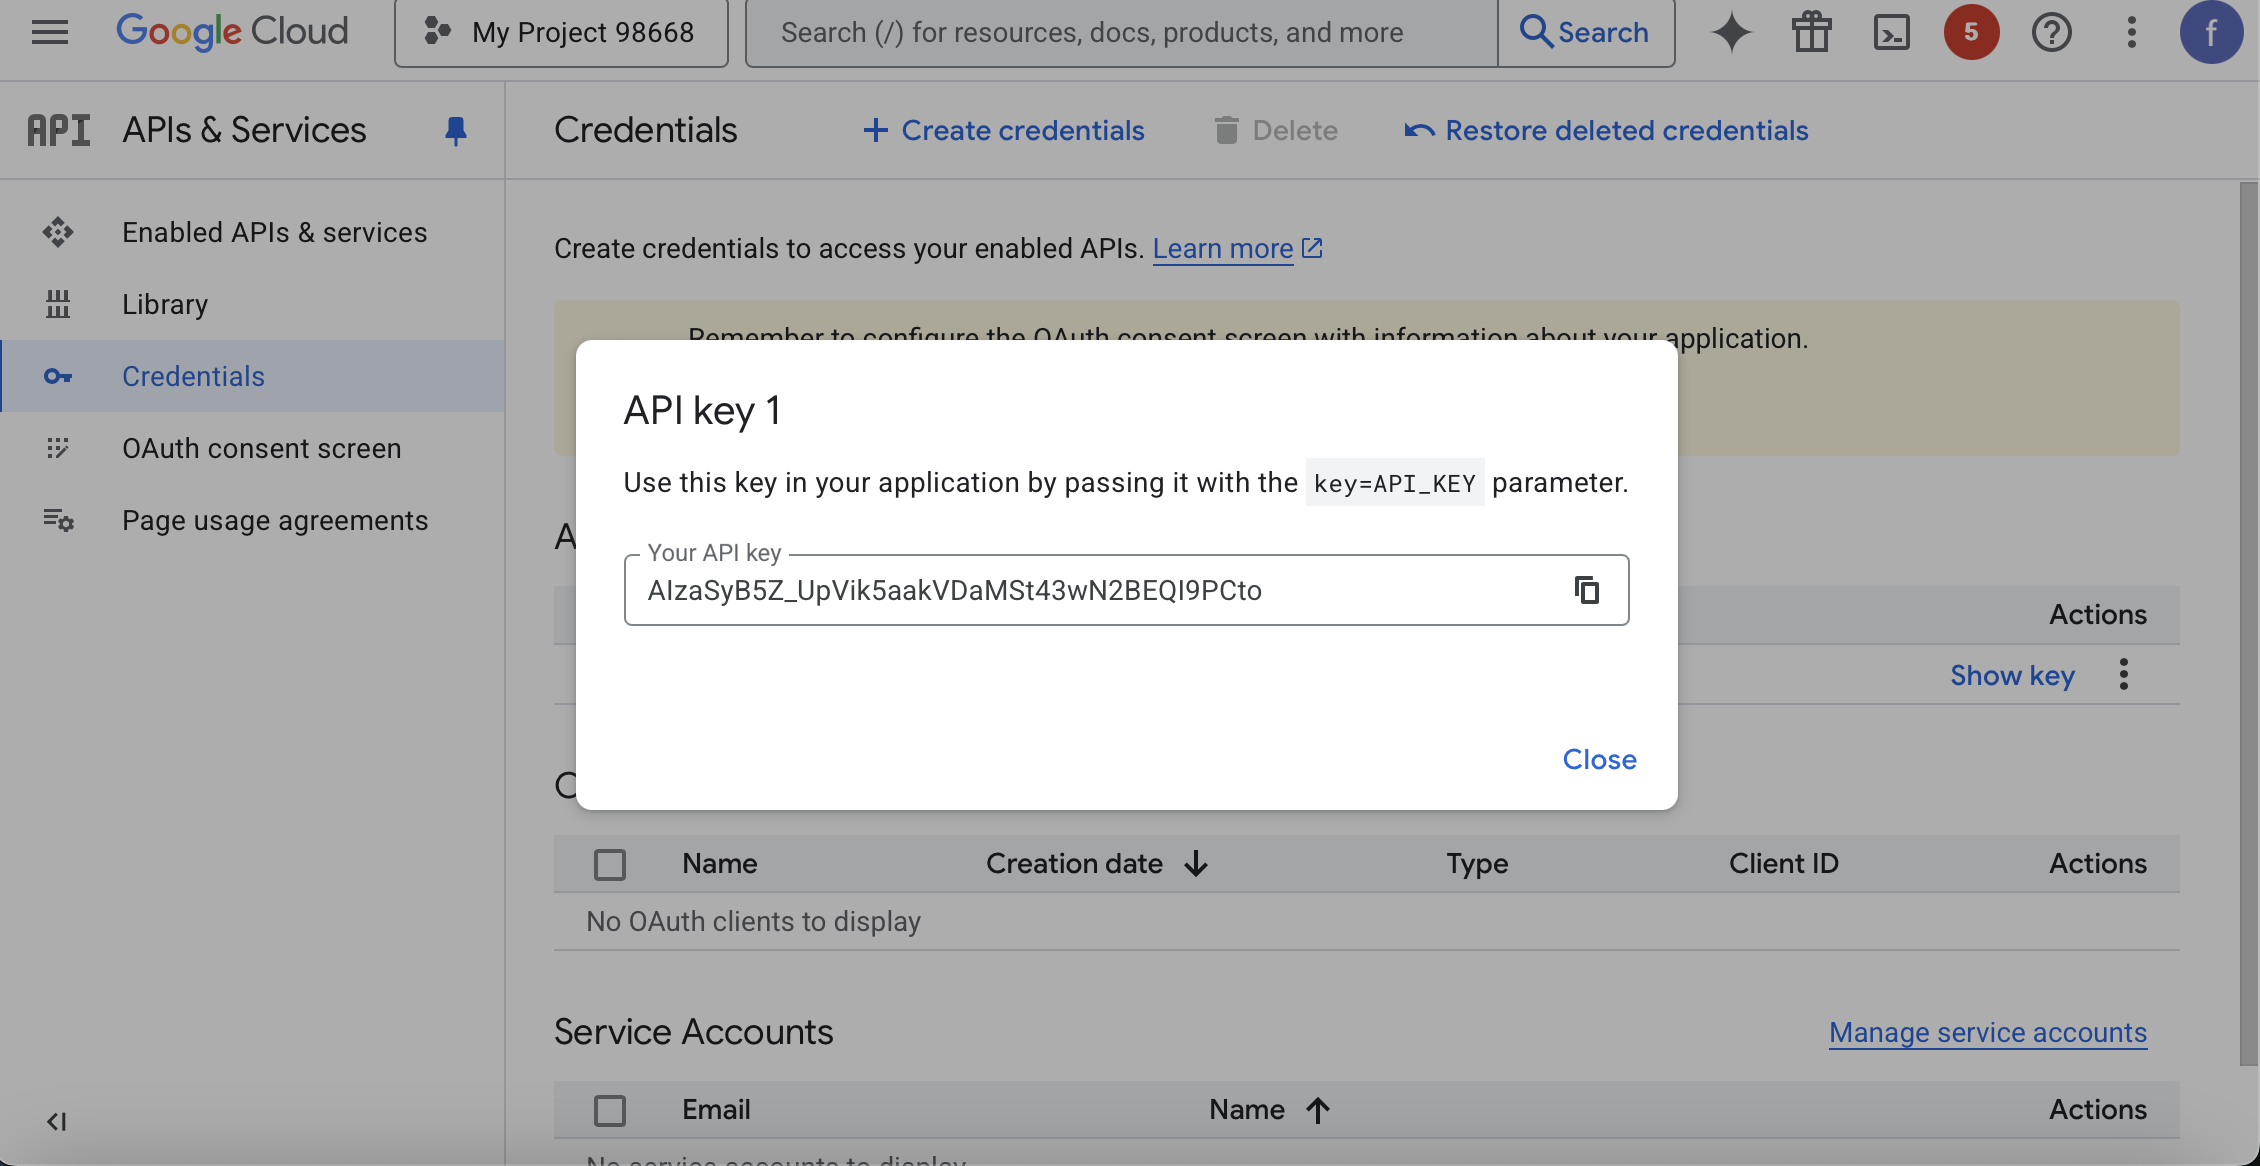 Google Cloud
My Project 98668
Search (/) for resources, docs, products, and more
Search
5
f
API
APIs & Services
Credentials
Create credentials
Delete
Restore deleted credentials
Enabled APIs & services
Library
Credentials
OAuth consent screen
Page usage agreements
Create credentials to access your enabled APIs. Learn more
Remember to configure the OAuth consent screen with information about your application.
API key 1
Use this key in your application by passing it with the key=API_KEY parameter.
A
Your API key
AIzaSyB5Z_UpVik5aakVDaMSt43wN2BEQI9PCto
Actions
Show key
Close
Name
Creation date
Type
Client ID
Actions
No OAuth clients to display
Service Accounts
Manage service accounts
Email
Name
Actions
No service accounts to display